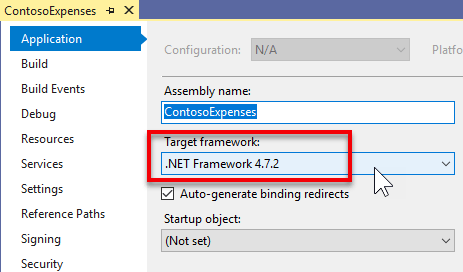 ContosoExpenses
Application
Build
Build Events
Debug
Resources
Services
Settings
Reference Paths
Signing
Security
Configuration: N/A Platfo
Assembly name:
ContosoExpenses
Target framework:
.NET Framework 4.7.2
Auto-generate binding redirects
Startup object:
(Not set)